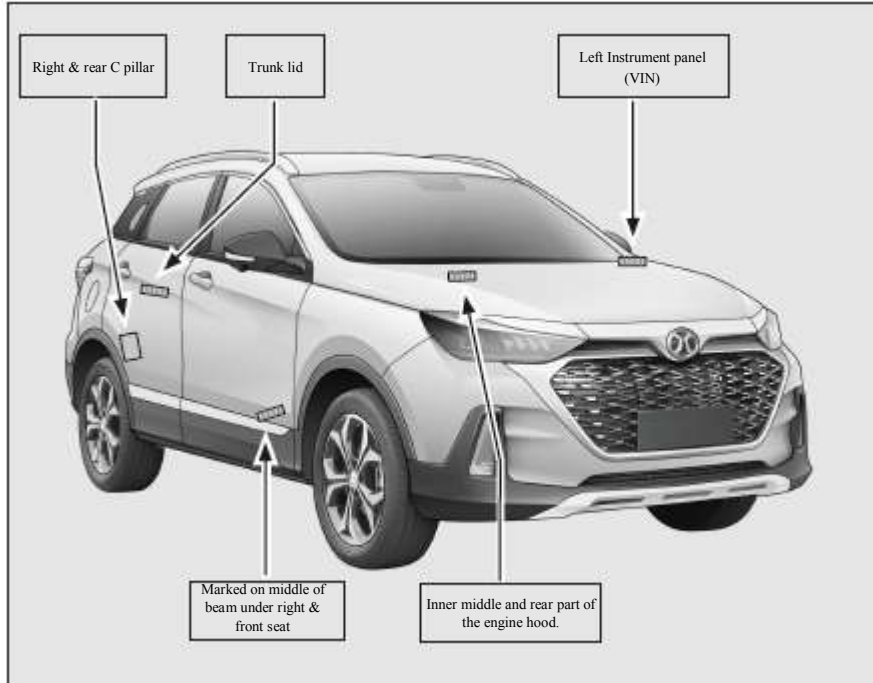 Right & rear C pillar
Trunk lid
Left Instrument panel
(VIN)
Marked on middle of
beam under right &
front seat
Inner middle and rear part of
the engine hood.